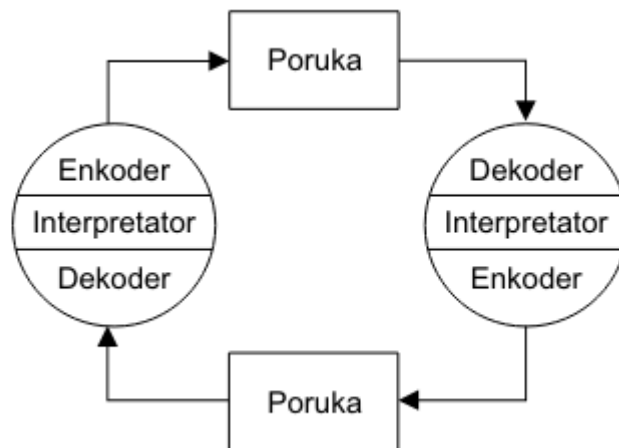 Poruka
Enkoder
Interpretator
Dekoder
Dekoder
Interpretator
Enkoder
Poruka